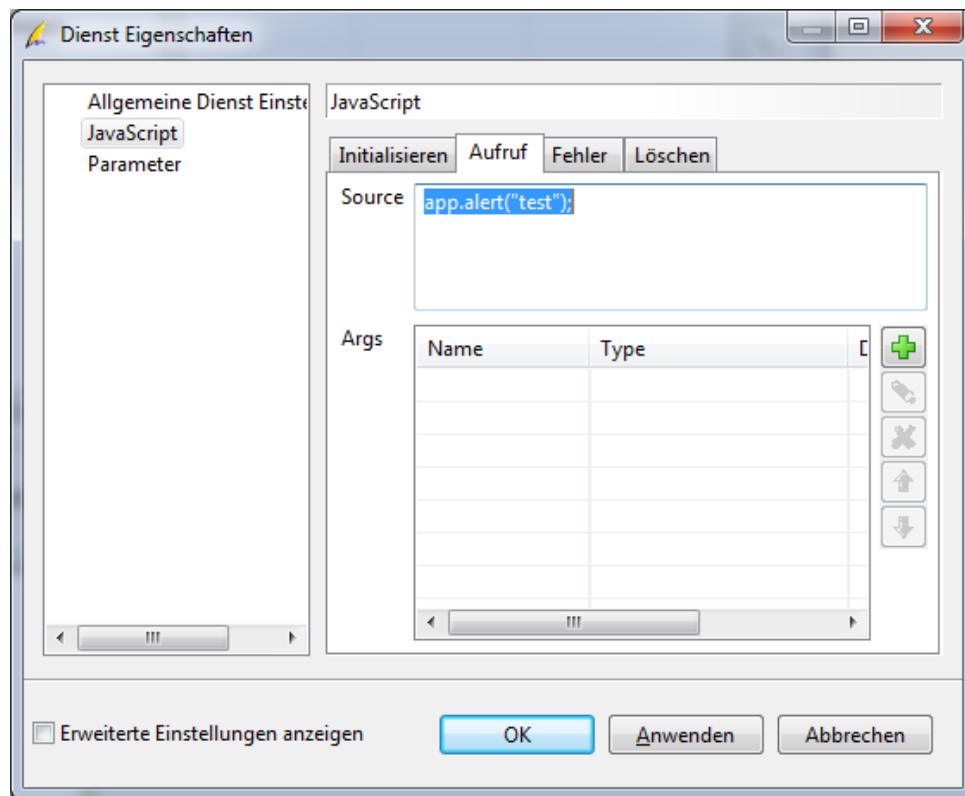 Dienst Eigenschaften
Allgemeine Dienst Einste
JavaScript
Parameter
JavaScript
Initialisieren
Aufruf
Fehler
Löschen
Source
app.alert("test");
Args
Name
Type
Erweiterte Einstellungen anzeigen
OK
Anwenden
Abbrechen